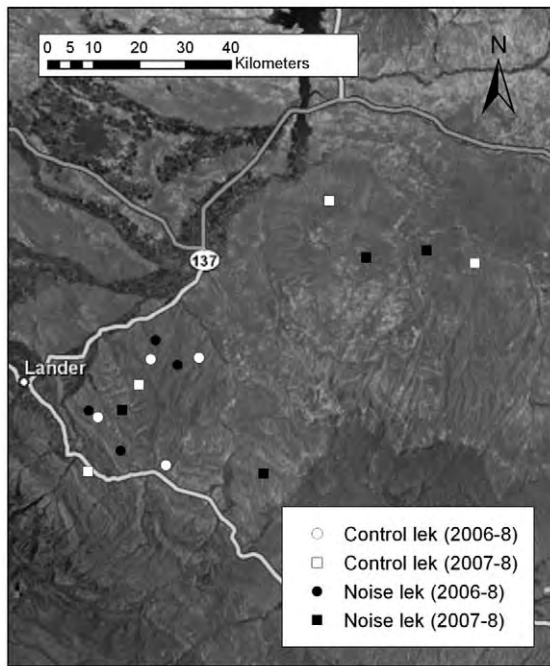 0 5 10 20 30 40
Kilometers
N
137
Lander
Control lek (2006-8)
Control lek (2007-8)
Noise lek (2006-8)
Noise lek (2007-8)